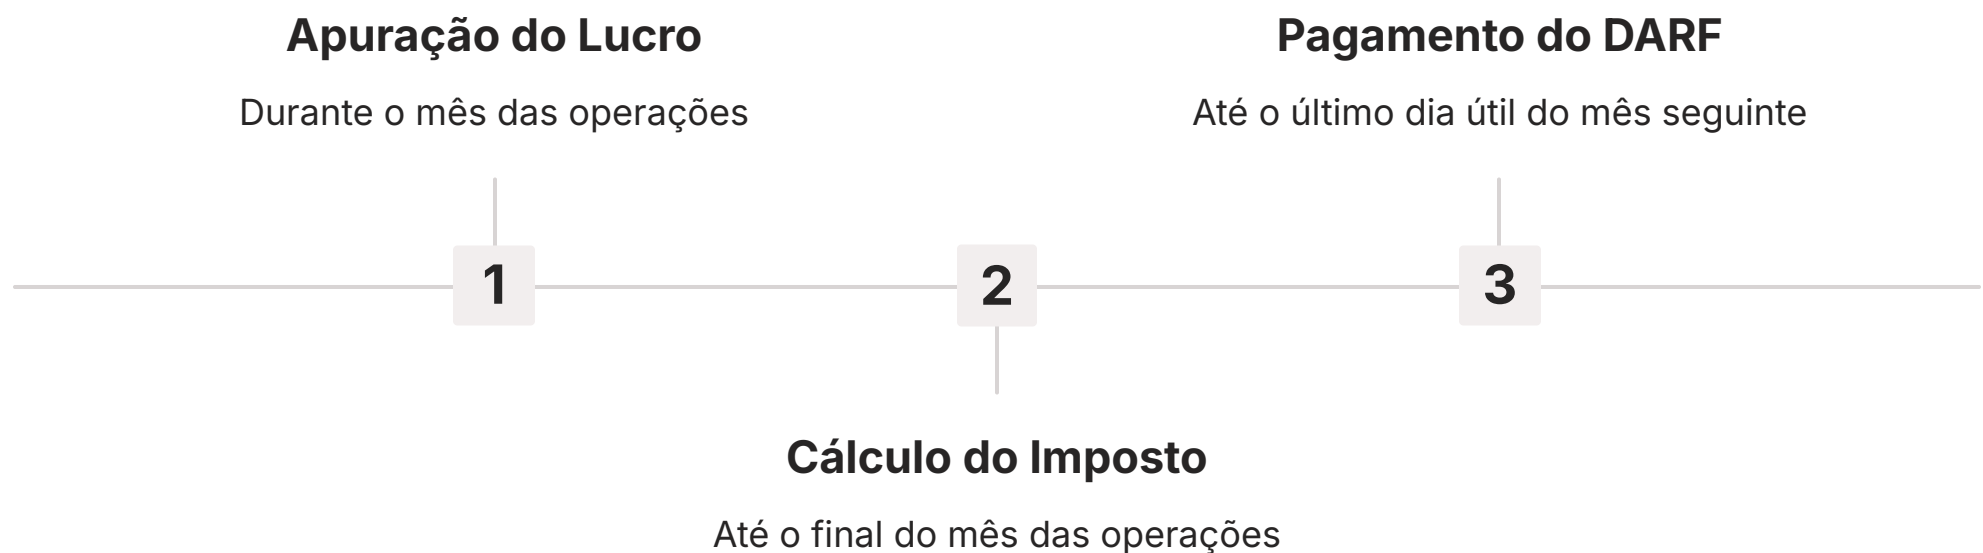 Apuração do Lucro
Durante o mês das operações
Pagamento do DARF
Até o último dia útil do mês seguinte
1
2
3
Cálculo do Imposto
Até o final do mês das operações